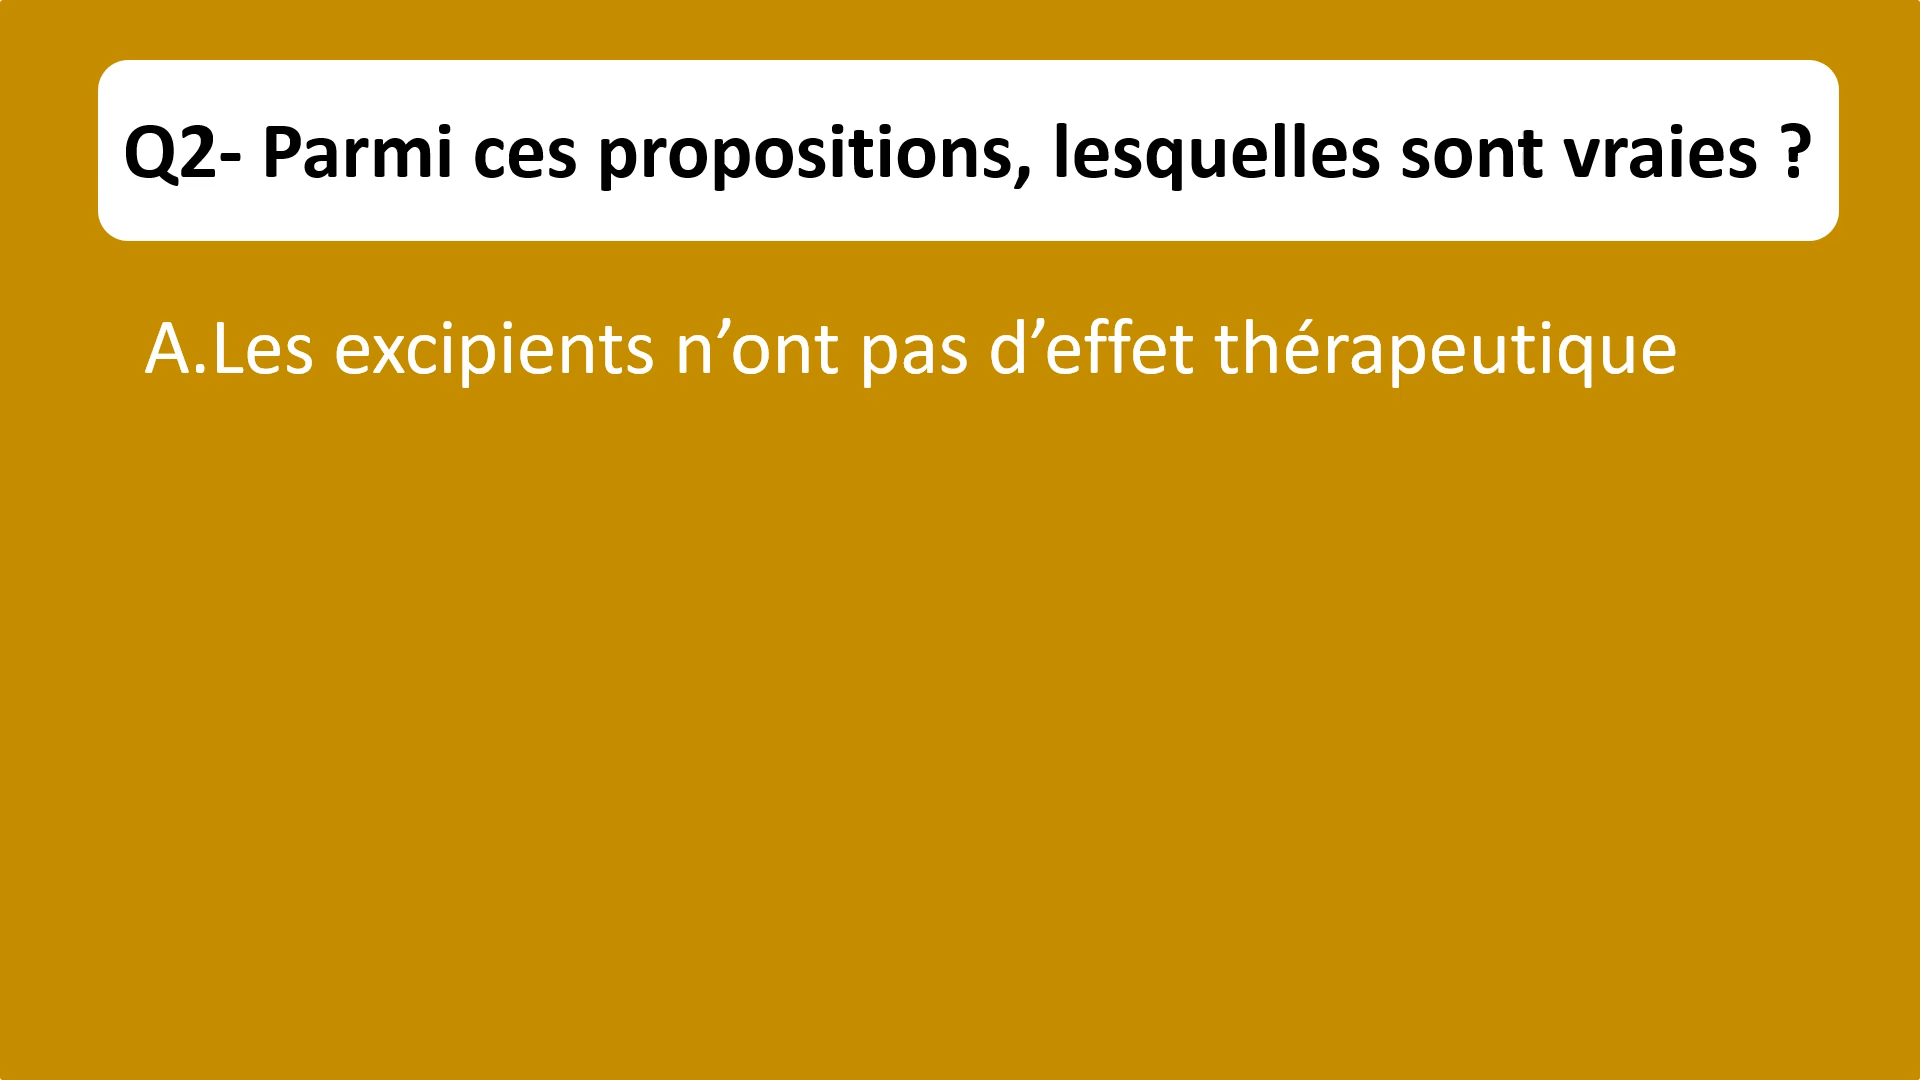 Q2- Parmi ces propositions, lesquelles sont vraies ?
A.Les excipients n’ont pas d’effet thérapeutique